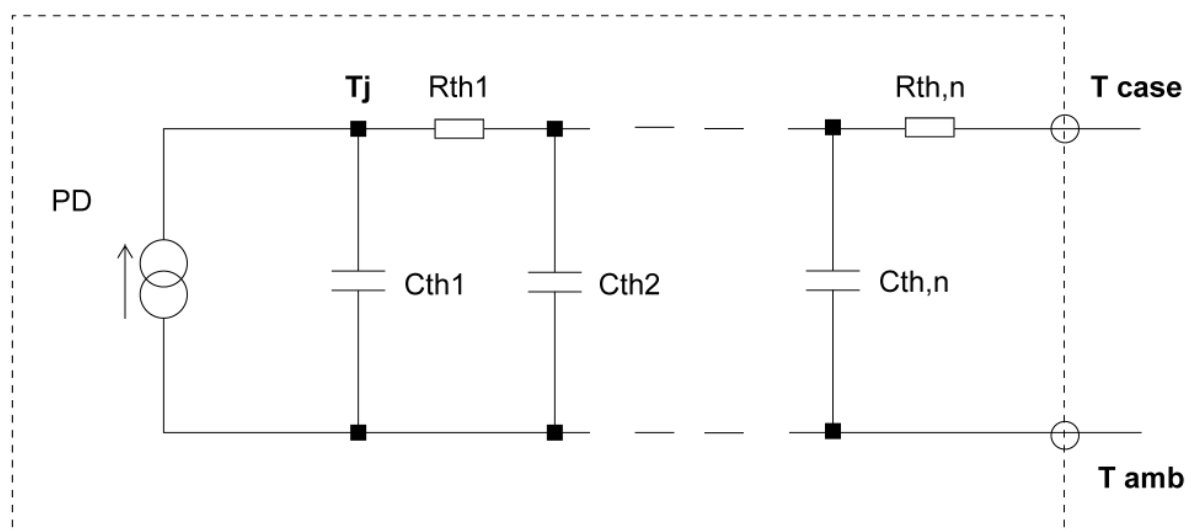 Tj
Rth1
Rth,n
T case
PD
Cth1
Cth2
Cth,n
T amb